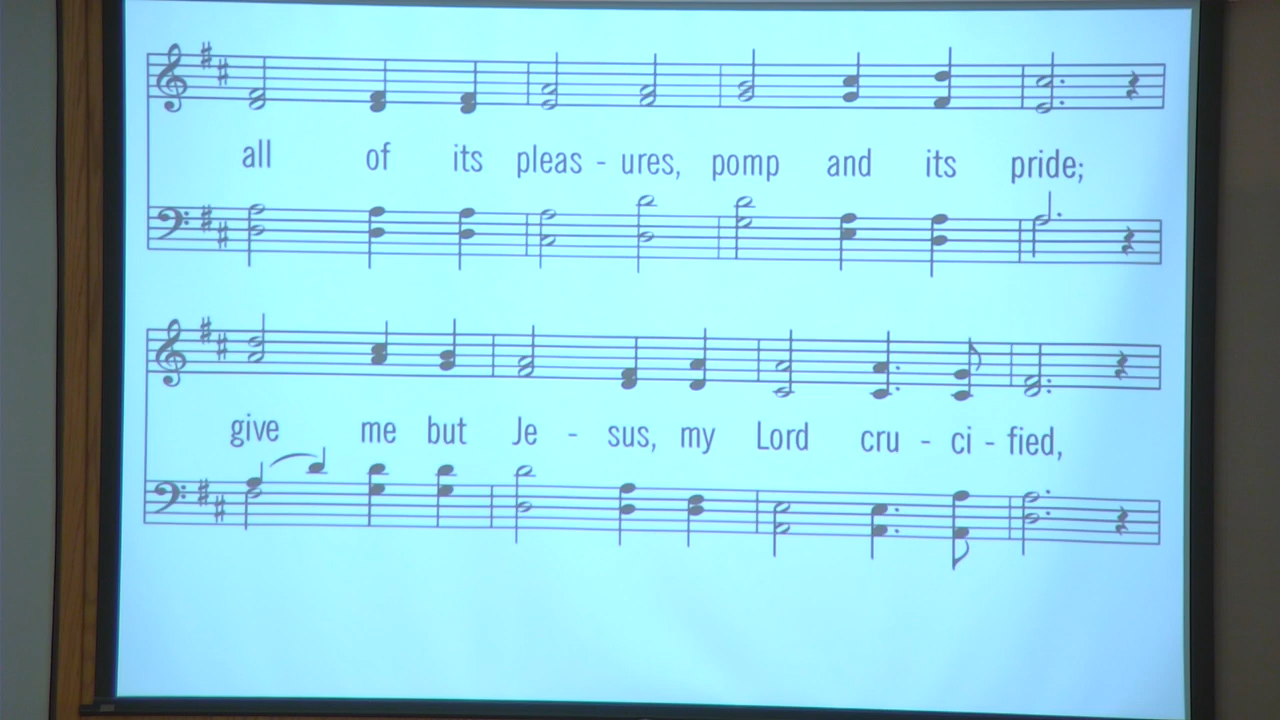 all of its pleas - ures, pomp and its pride;
give me but Je - sus, my Lord cru - ci - fied,